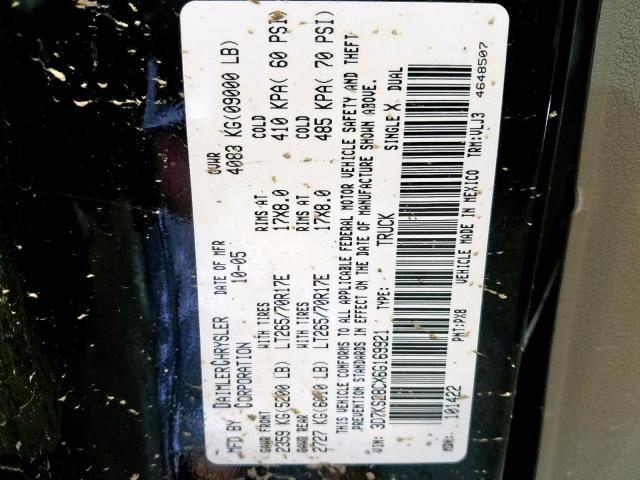 MFD BY DAIMLERCHRYSLER CORPORATION DATE OF MFR 10-05 GVWR 4083 KG(09000 LB)
GAWR FRONT WITH TIRES RIMS AT COLD
2359 KG(5200 LB) LT265/70R17E 17X8.0 410 KPA( 60 PSI)
GAWR REAR WITH TIRES RIMS AT COLD
2727 KG(6010 LB) LT265/70R17E 17X8.0 485 KPA( 70 PSI)
THIS VEHICLE CONFORMS TO ALL APPLICABLE FEDERAL MOTOR VEHICLE SAFETY AND THEFT
PREVENTION STANDARDS IN EFFECT ON THE DATE OF MANUFACTURE SHOWN ABOVE.
VIN: TYPE: TRUCK SINGLE X DUAL
MDH: 101422 PNT:PX8 VEHICLE MADE IN MEXICO TRM:VLJ3
4648507